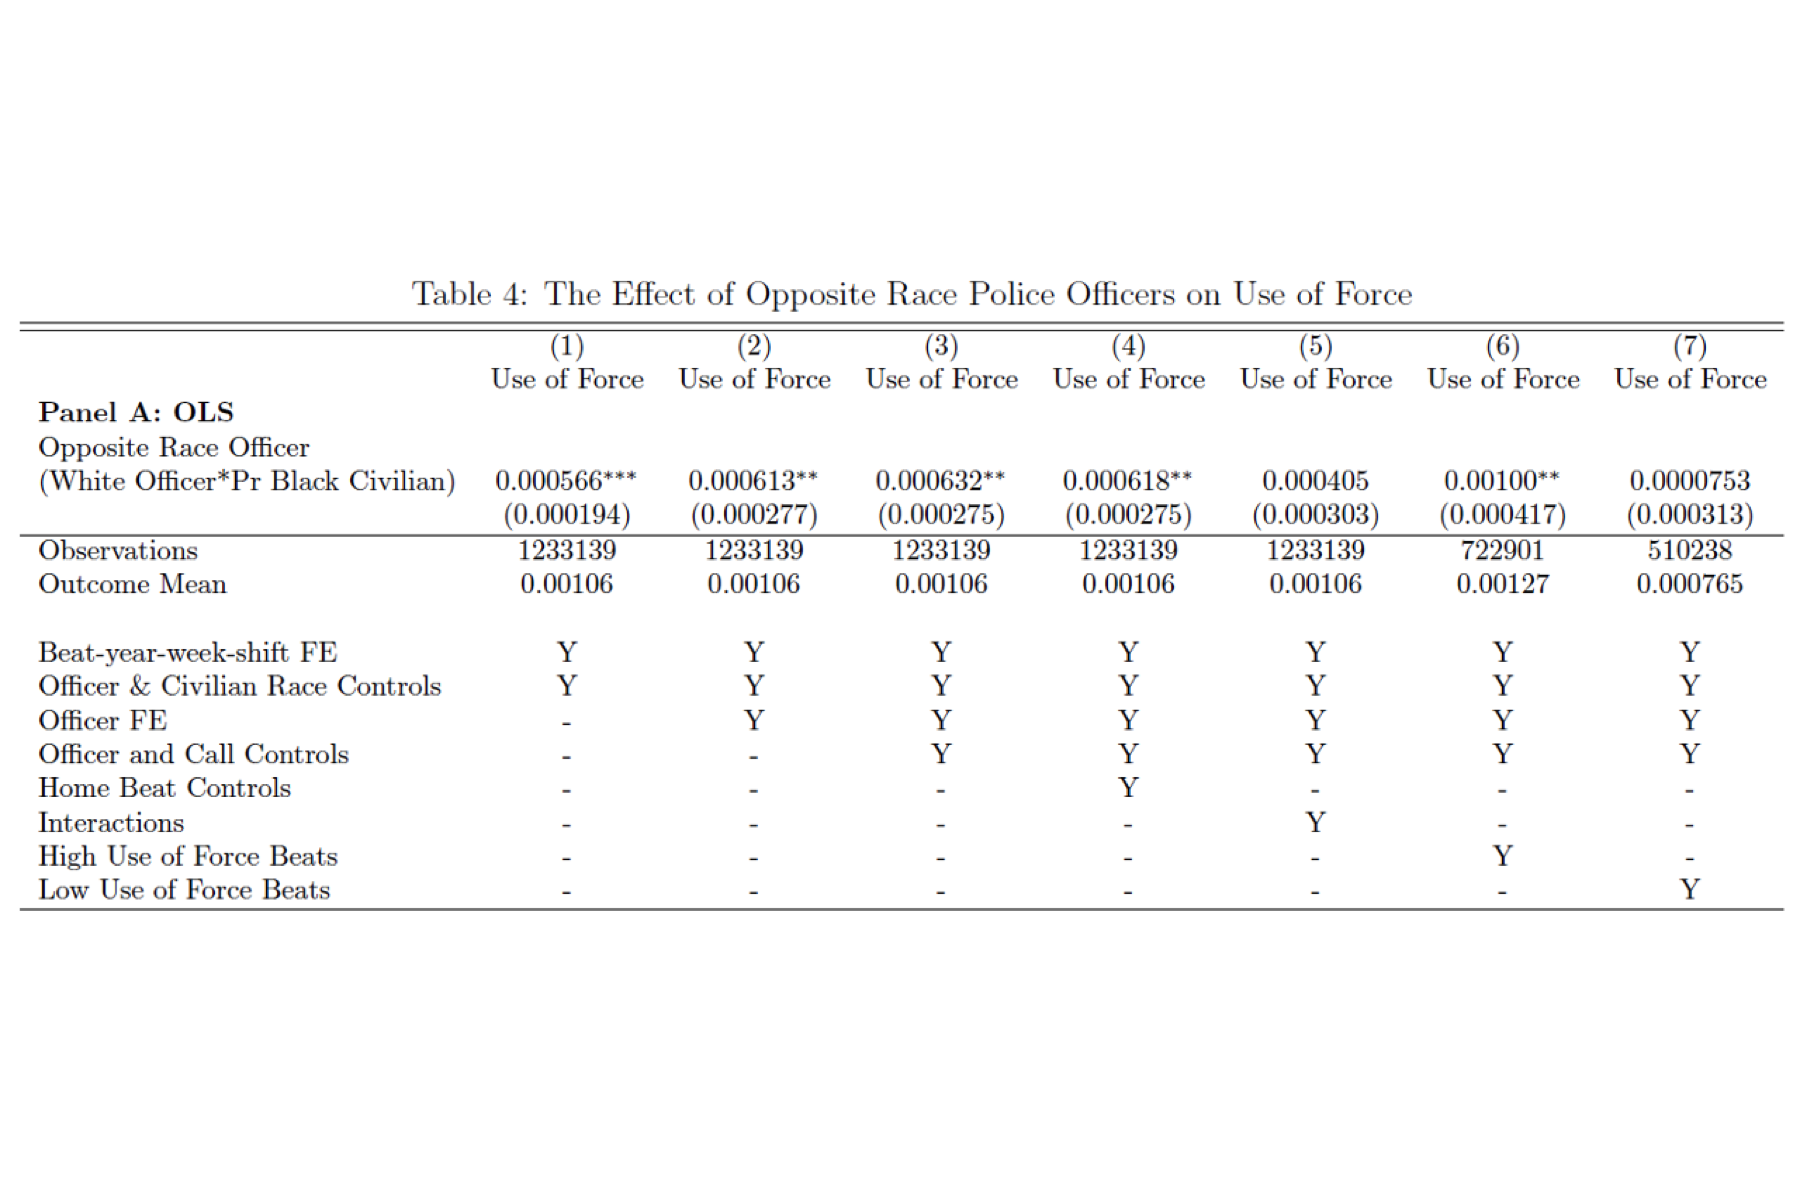 Table 4: The Effect of Opposite Race Police Officers on Use of Force
(1) (2) (3) (4) (5) (6) (7)
Use of Force Use of Force Use of Force Use of Force Use of Force Use of Force Use of Force
Panel A: OLS
Opposite Race Officer
(White Officer*Pr Black Civilian) 0.000566*** 0.000613** 0.000632** 0.000618** 0.000405 0.00100** 0.0000753
(0.000194) (0.000277) (0.000275) (0.000275) (0.000303) (0.000417) (0.000313)
Observations 1233139 1233139 1233139 1233139 1233139 722901 510238
Outcome Mean 0.00106 0.00106 0.00106 0.00106 0.00106 0.00127 0.000765
Beat-year-week-shift FE Y Y Y Y Y Y Y
Officer & Civilian Race Controls Y Y Y Y Y Y Y
Officer FE - Y Y Y Y Y Y
Officer and Call Controls - - Y Y Y Y Y
Home Beat Controls - - - Y - - -
Interactions - - - - Y - -
High Use of Force Beats - - - - - Y -
Low Use of Force Beats - - - - - - Y